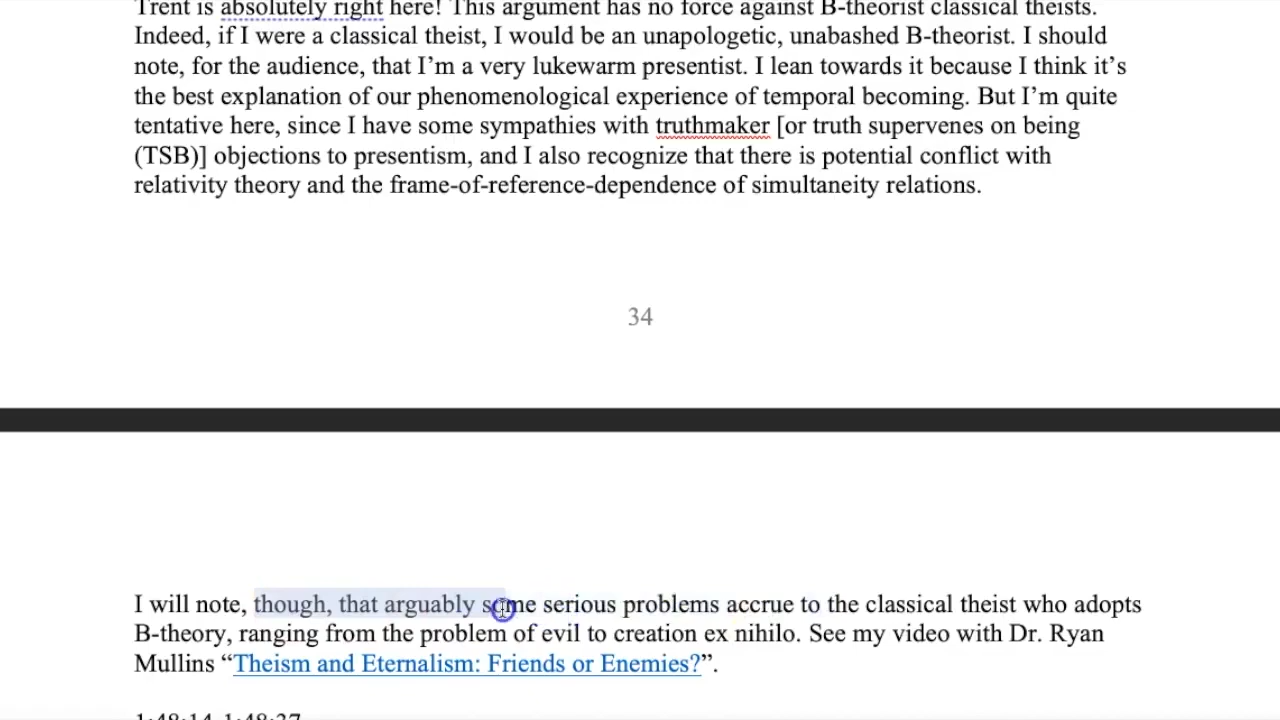 Trent is absolutely right here! This argument has no force against B-theorist classical theists.
Indeed, if I were a classical theist, I would be an unapologetic, unabashed B-theorist. I should
note, for the audience, that I’m a very lukewarm presentist. I lean towards it because I think it’s
the best explanation of our phenomenological experience of temporal becoming. But I’m quite
tentative here, since I have some sympathies with truthmaker [or truth supervenes on being
(TSB)] objections to presentism, and I also recognize that there is potential conflict with
relativity theory and the frame-of-reference-dependence of simultaneity relations.
34
I will note, though, that arguably some serious problems accrue to the classical theist who adopts
B-theory, ranging from the problem of evil to creation ex nihilo. See my video with Dr. Ryan
Mullins “Theism and Eternalism: Friends or Enemies?”.
1:48:14-1:48:27